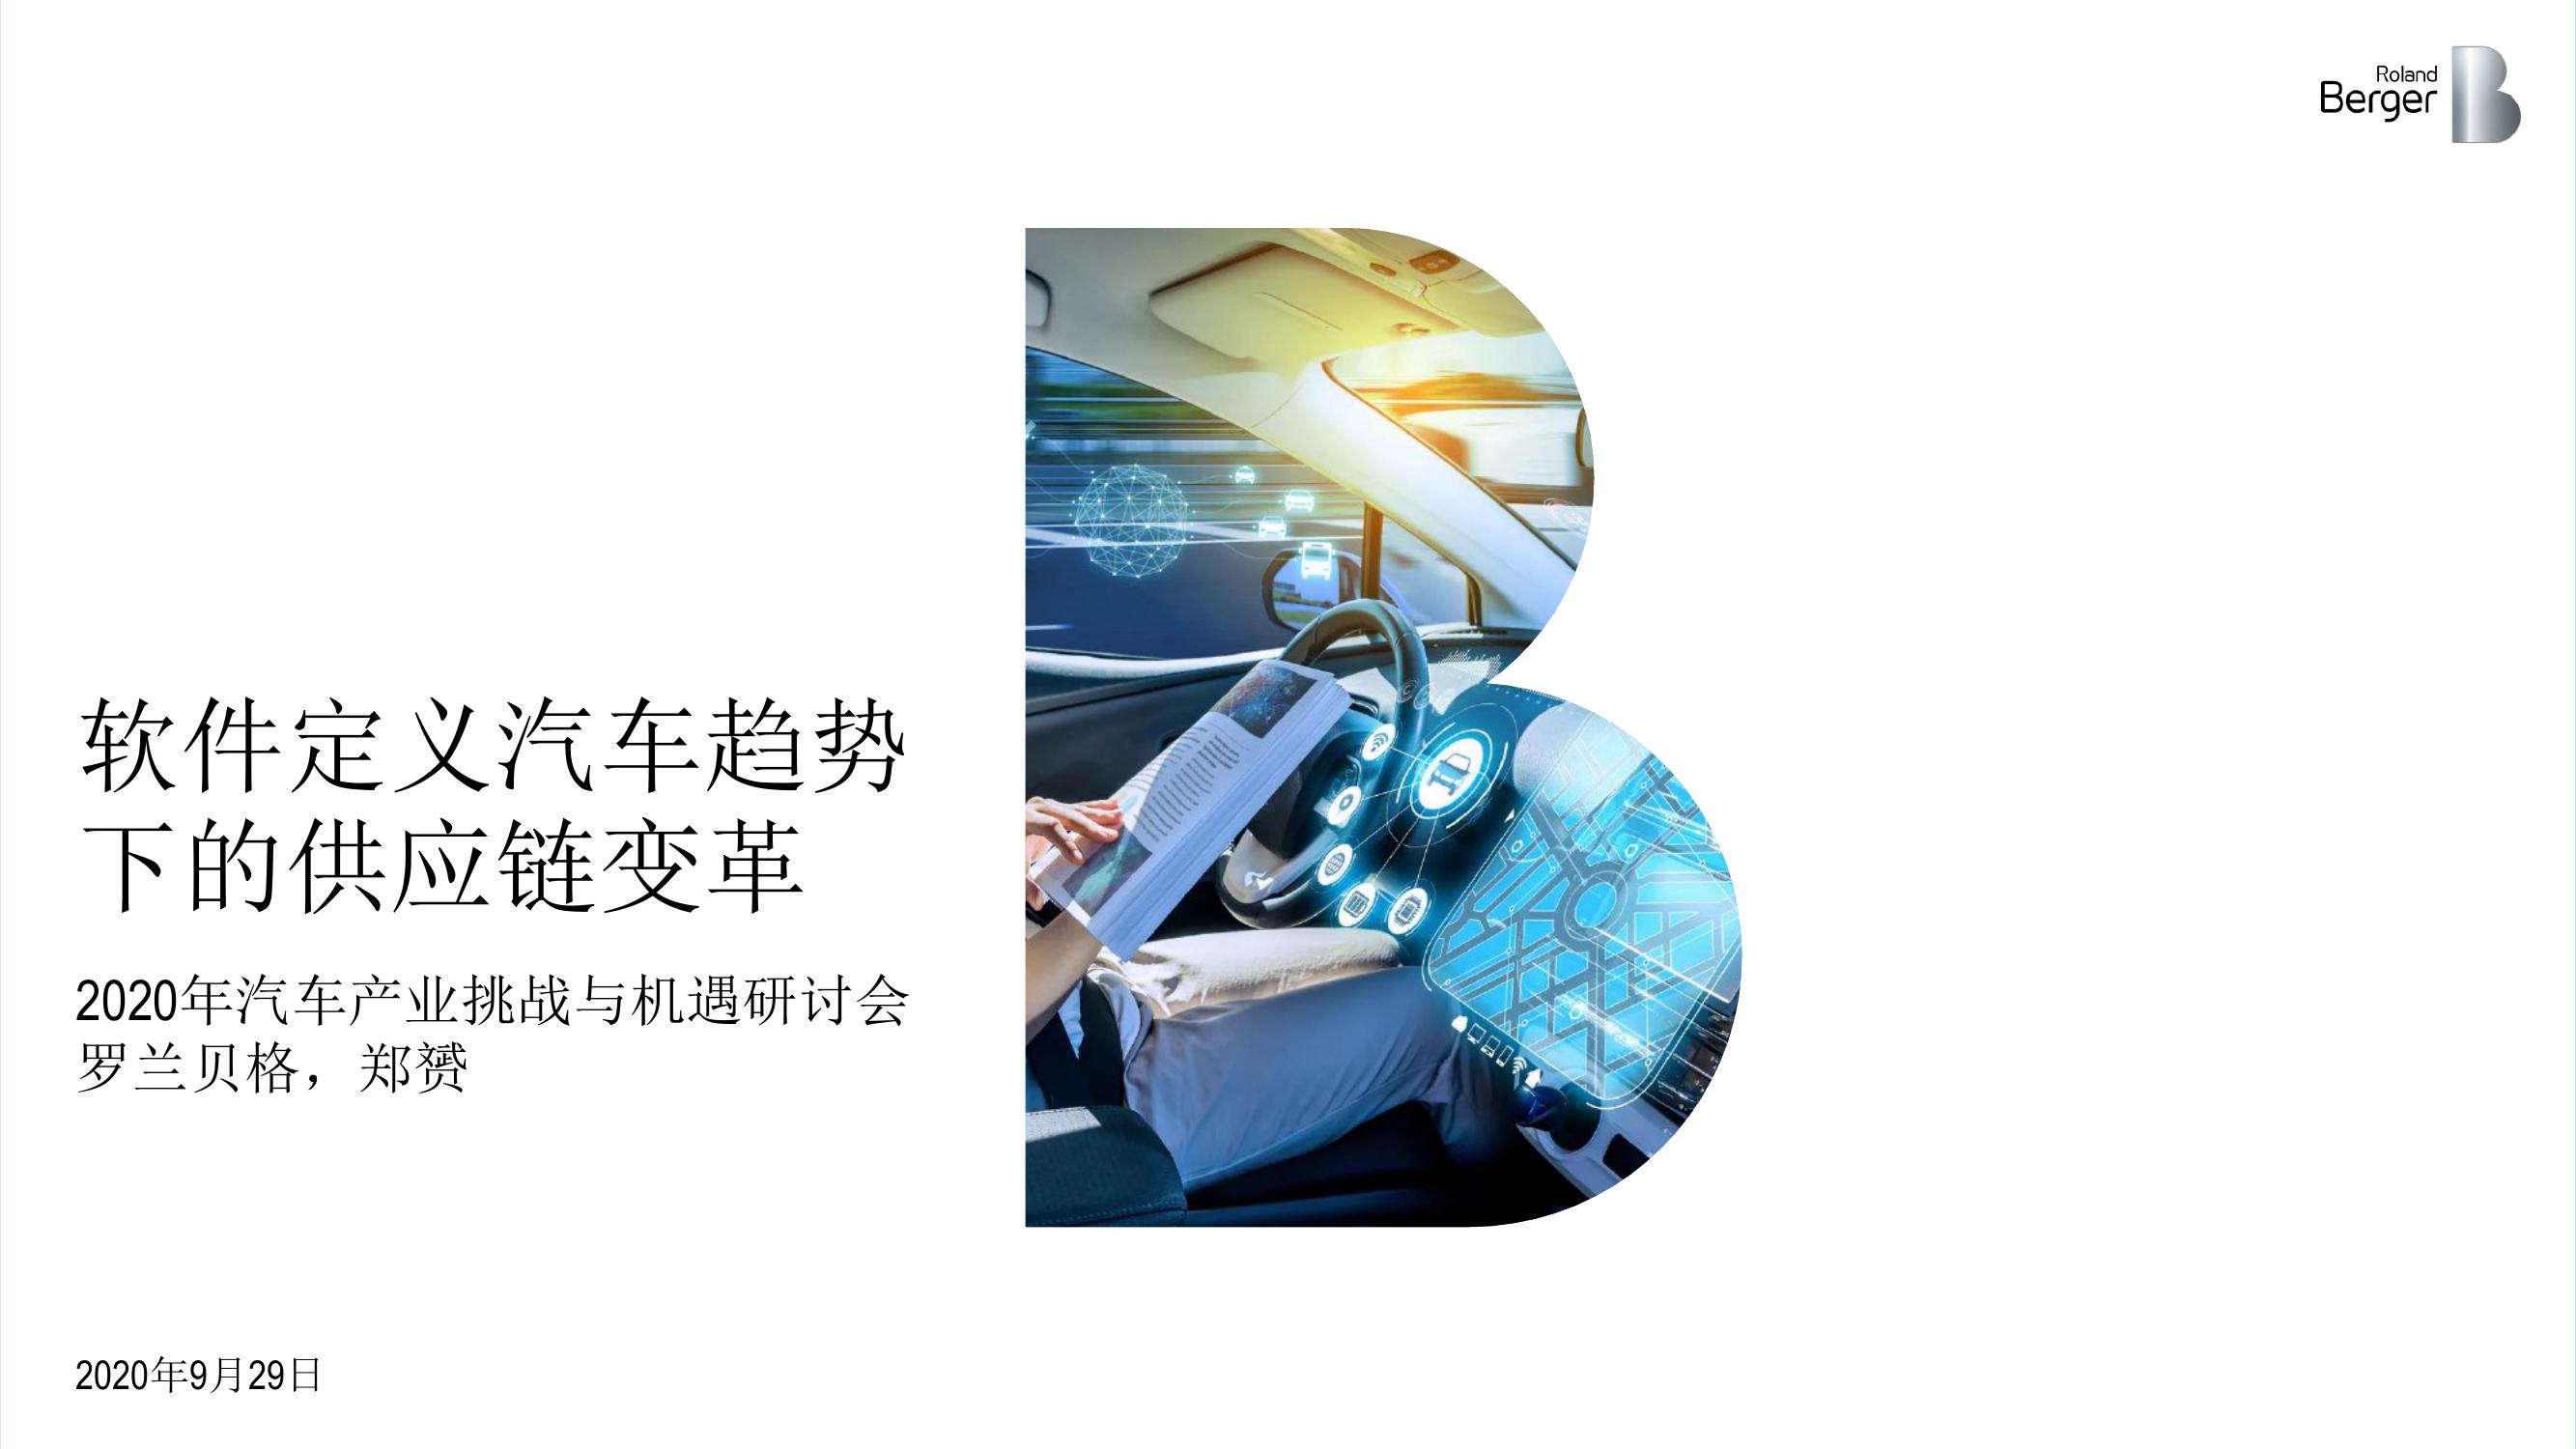 Roland
Berger
软件定义汽车趋势
下的供应链变革
2020年汽车产业挑战与机遇研讨会
罗兰贝格，郑赟
2020年9月29日